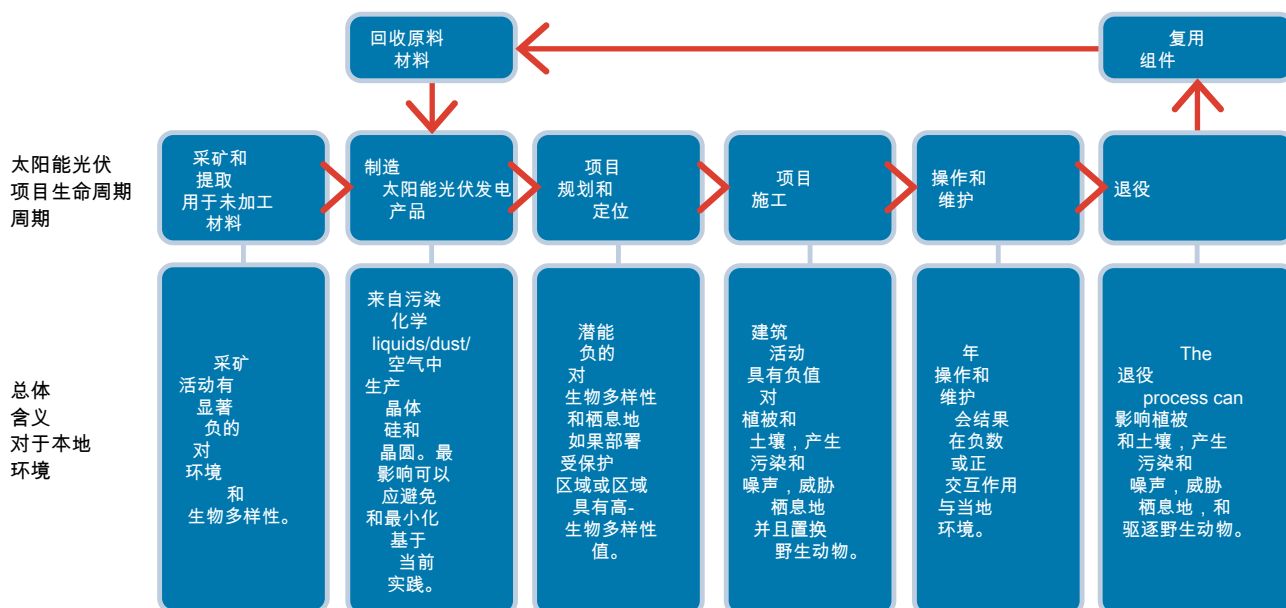 回收原料
材料
复用
组件
太阳能光伏
项目生命周期
周期
采矿和
提取
用于未加工
材料
制造
太阳能光伏发电
产品
项目
规划和
定位
项目
施工
操作和
维护
退役
总体
含义
对于本地
环境
采矿
活动有
显著
负的
对
环境
和
生物多样性。
来自污染
化学
liquids/dust/
空气中
生产
晶体
硅和
晶圆。最
影响可以
应避免
和最小化
基于
当前
实践。
潜能
负的
对
生物多样性
和栖息地
如果部署
受保护
区域或区域
具有高-
生物多样性
值。
建筑
活动
具有负值
对
植被和
土壤，产生
污染和
噪声，威胁
栖息地
并且置换
野生动物。
年
操作和
维护
会结果
在负数
或正
交互作用
与当地
环境。
The
退役
process can
影响植被
和土壤，产生
污染和
噪声，威胁
栖息地，和
驱逐野生动物。